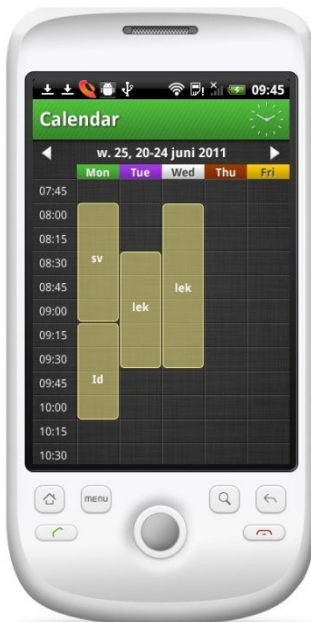 09:45
Calendar
w. 25, 20-24 juni 2011
Mon Tue Wed Thu Fri
07:45
08:00
08:15
08:30 sv
08:45 lek
09:00 lek
09:15
09:30
09:45 Id
10:00
10:15
10:30
MENU